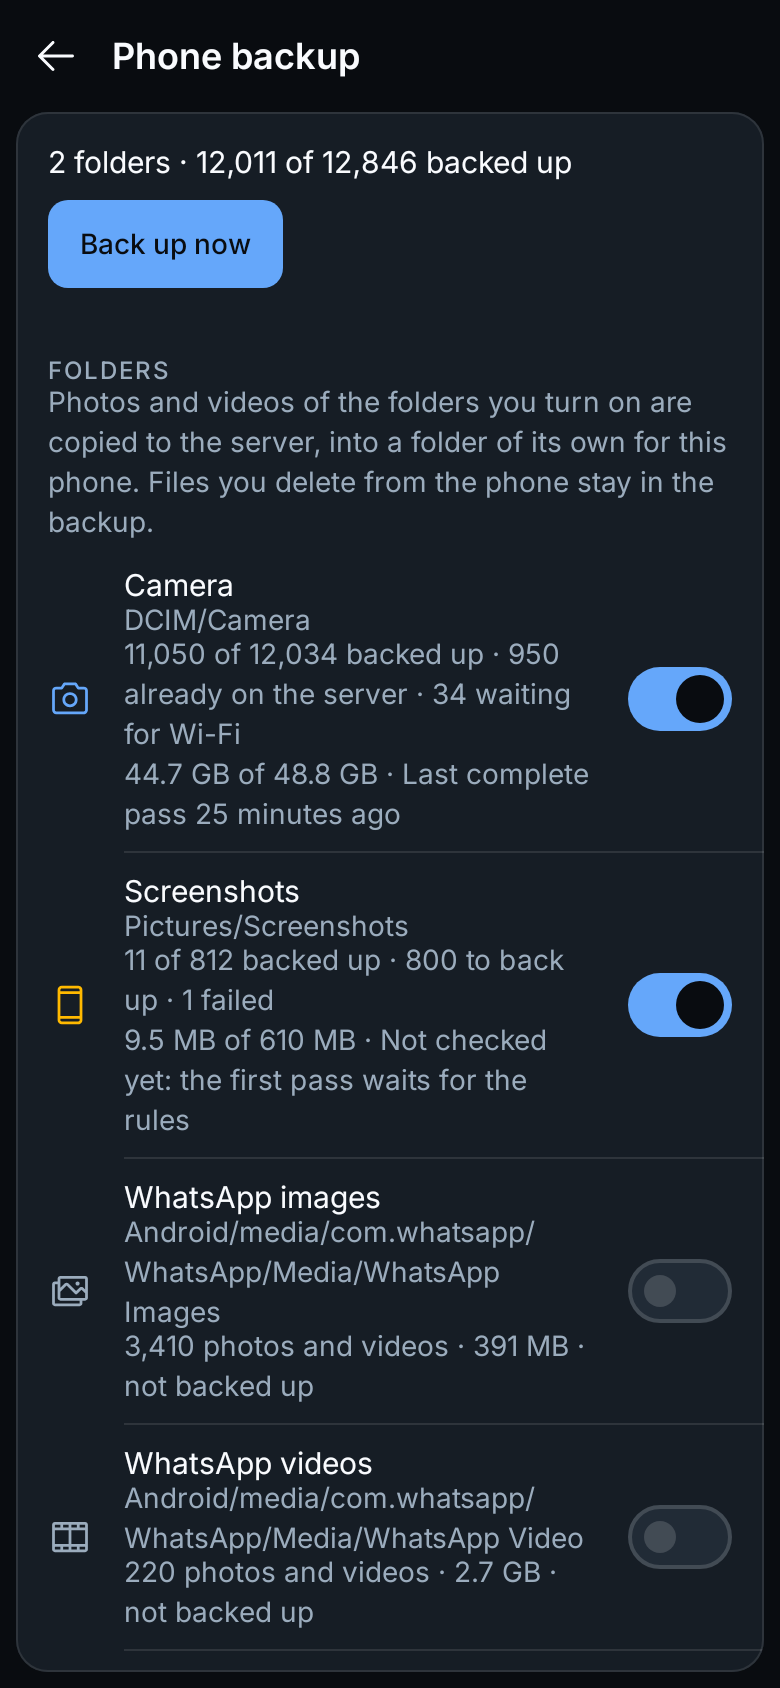 Phone backup
2 folders · 12,011 of 12,846 backed up
Back up now
FOLDERS
Photos and videos of the folders you turn on are
copied to the server, into a folder of its own for this
phone. Files you delete from the phone stay in the
backup.
Camera
DCIM/Camera
11,050 of 12,034 backed up · 950
already on the server · 34 waiting
for Wi-Fi
44.7 GB of 48.8 GB · Last complete
pass 25 minutes ago
Screenshots
Pictures/Screenshots
11 of 812 backed up · 800 to back
up · 1 failed
9.5 MB of 610 MB · Not checked
yet: the first pass waits for the
rules
WhatsApp images
Android/media/com.whatsapp/
WhatsApp/Media/WhatsApp
Images
3,410 photos and videos · 391 MB ·
not backed up
WhatsApp videos
Android/media/com.whatsapp/
WhatsApp/Media/WhatsApp Video
220 photos and videos · 2.7 GB ·
not backed up